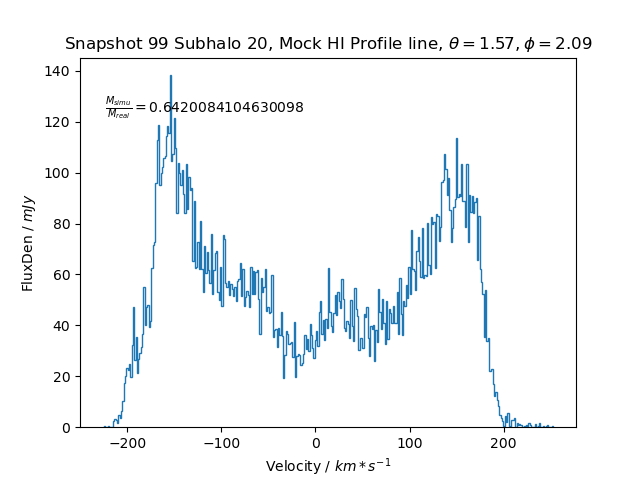 Snapshot 99 Subhalo 20, Mock HI Profile line, θ = 1.57, ϕ = 2.09
140
M_simu/M_real = 0.6420084104630098
120
100
80
60
40
20
0
FluxDen / mJy
−200 −100 0 100 200
Velocity / km * s⁻¹